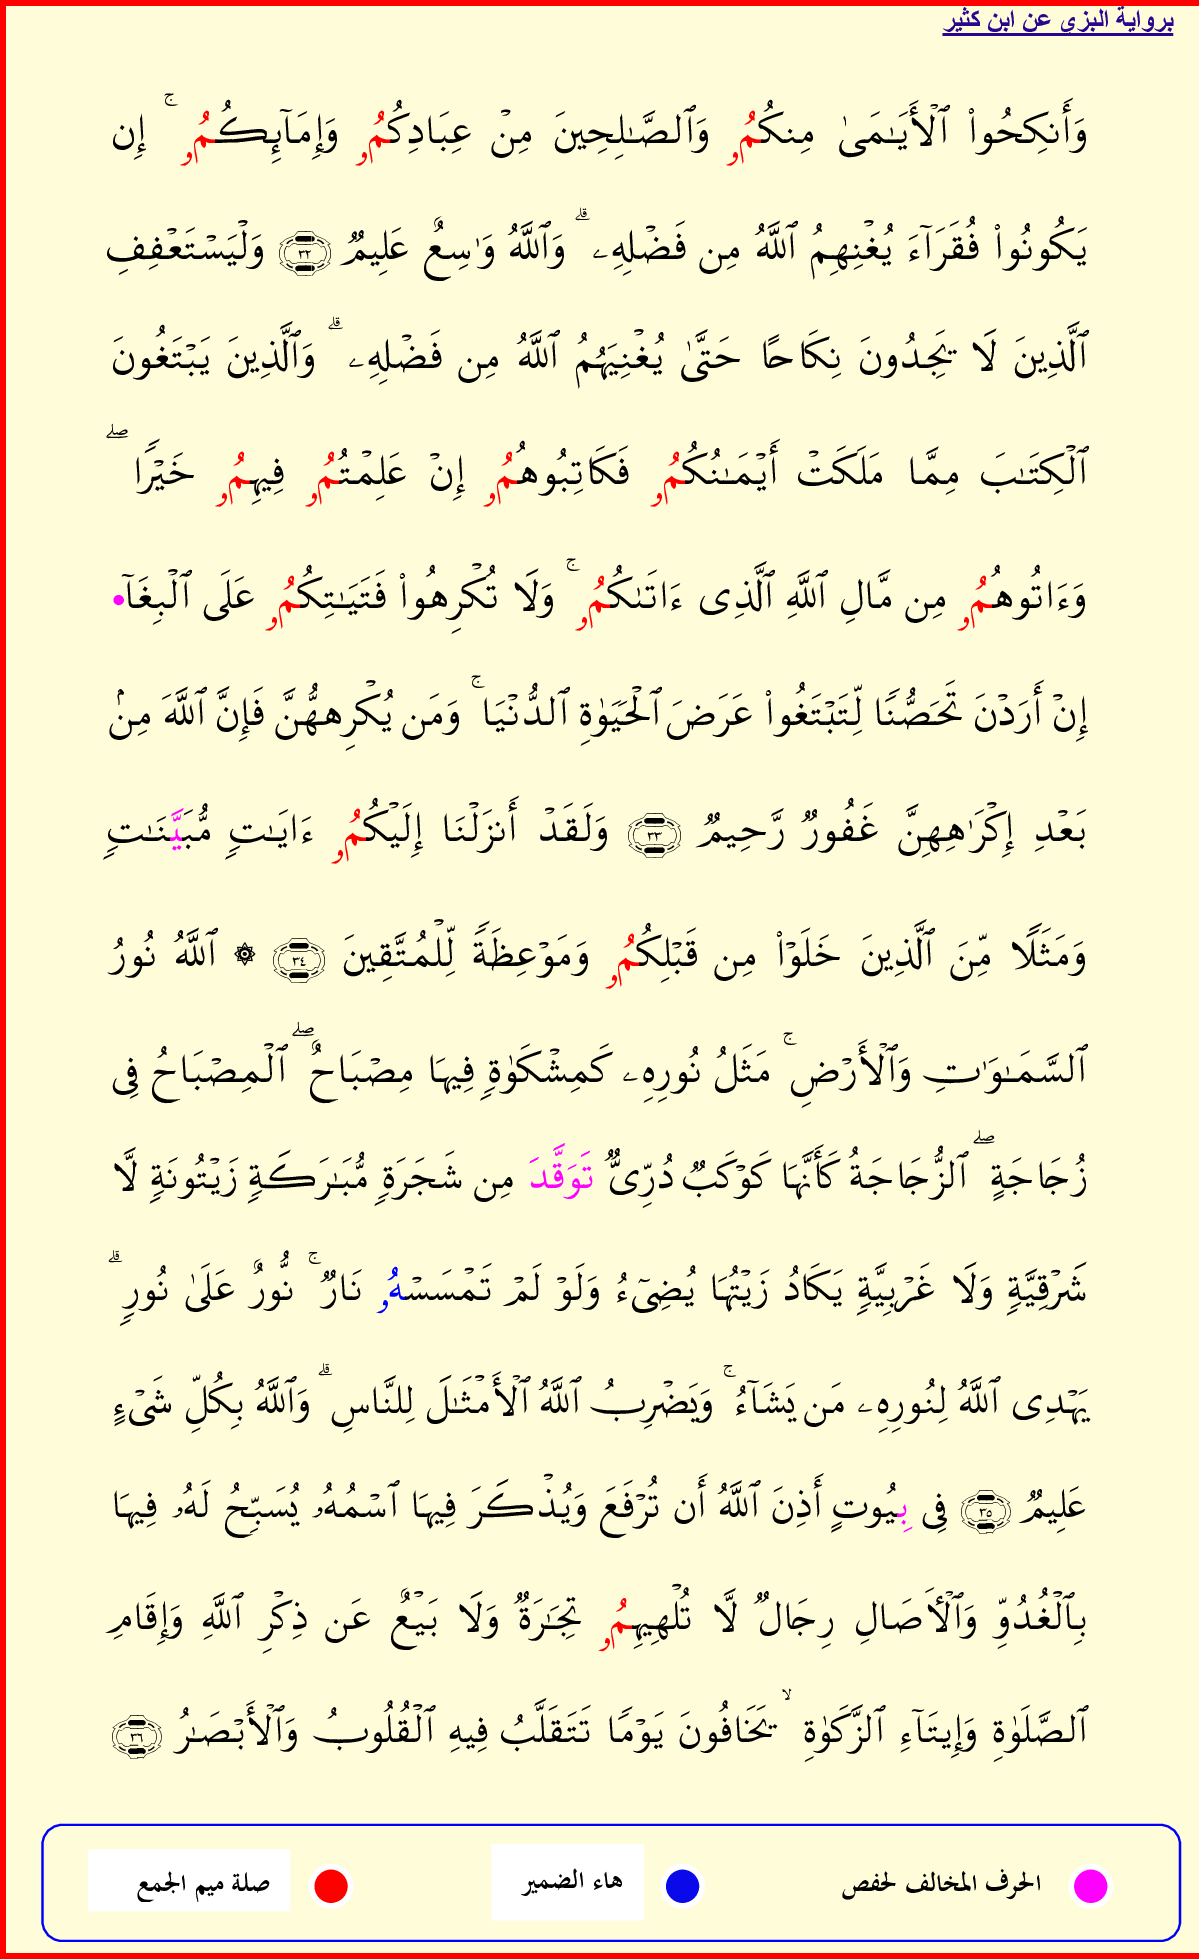 برواية البزى عن ابن كثير
وَأَنكِحُوا۟ ٱلْأَيَـٰمَىٰ مِنكُمُۥ وَٱلصَّـٰلِحِينَ مِنْ عِبَادِكُمُۥ وَإِمَآئِكُمُۥ ۚ إِن
يَكُونُوا۟ فُقَرَآءَ يُغْنِهِمُ ٱللَّهُ مِن فَضْلِهِۦ ۗ وَٱللَّهُ وَٰسِعٌ عَلِيمٌ ٣٢ وَلْيَسْتَعْفِفِ
ٱلَّذِينَ لَا يَجِدُونَ نِكَاحًا حَتَّىٰ يُغْنِيَهُمُ ٱللَّهُ مِن فَضْلِهِۦ ۗ وَٱلَّذِينَ يَبْتَغُونَ
ٱلْكِتَـٰبَ مِمَّا مَلَكَتْ أَيْمَـٰنُكُمُۥ فَكَاتِبُوهُمُۥ إِنْ عَلِمْتُمُۥ فِيهِمُۥ خَيْرًا ۖ
وَءَاتُوهُمُۥ مِن مَّالِ ٱللَّهِ ٱلَّذِى ءَاتَىٰكُمُۥ ۚ وَلَا تُكْرِهُوا۟ فَتَيَـٰتِكُمُۥ عَلَى ٱلْبِغَآ•
إِنْ أَرَدْنَ تَحَصُّنًا لِّتَبْتَغُوا۟ عَرَضَ ٱلْحَيَوٰةِ ٱلدُّنْيَا ۚ وَمَن يُكْرِههُّنَّ فَإِنَّ ٱللَّهَ مِنۢ
بَعْدِ إِكْرَٰهِهِنَّ غَفُورٌ رَّحِيمٌ ٣٣ وَلَقَدْ أَنزَلْنَا إِلَيْكُمُۥ ءَايَـٰتٍ مُّبَيَّنَـٰتٍ
وَمَثَلًا مِّنَ ٱلَّذِينَ خَلَوْا۟ مِن قَبْلِكُمُۥ وَمَوْعِظَةً لِّلْمُتَّقِينَ ٣٤ ۞ ٱللَّهُ نُورُ
ٱلسَّمَـٰوَٰتِ وَٱلْأَرْضِ ۚ مَثَلُ نُورِهِۦ كَمِشْكَوٰةٍ فِيهَا مِصْبَاحٌ ۖ ٱلْمِصْبَاحُ فِى
زُجَاجَةٍ ۖ ٱلزُّجَاجَةُ كَأَنَّهَا كَوْكَبٌ دُرِّىٌّ تَوَقَّدَ مِن شَجَرَةٍ مُّبَـٰرَكَةٍ زَيْتُونَةٍ لَّا
شَرْقِيَّةٍ وَلَا غَرْبِيَّةٍ يَكَادُ زَيْتُهَا يُضِىٓءُ وَلَوْ لَمْ تَمْسَسْهُۥ نَارٌ ۚ نُّورٌ عَلَىٰ نُورٍ ۗ
يَهْدِى ٱللَّهُ لِنُورِهِۦ مَن يَشَآءُ ۚ وَيَضْرِبُ ٱللَّهُ ٱلْأَمْثَـٰلَ لِلنَّاسِ ۗ وَٱللَّهُ بِكُلِّ شَىْءٍ
عَلِيمٌ ٣٥ فِى بِيُوتٍ أَذِنَ ٱللَّهُ أَن تُرْفَعَ وَيُذْكَرَ فِيهَا ٱسْمُهُۥ يُسَبِّحُ لَهُۥ فِيهَا
بِٱلْغُدُوِّ وَٱلْـَٔاصَالِ رِجَالٌ لَّا تُلْهِيهِمُۥ تِجَـٰرَةٌ وَلَا بَيْعٌ عَن ذِكْرِ ٱللَّهِ وَإِقَامِ
ٱلصَّلَوٰةِ وَإِيتَآءِ ٱلزَّكَوٰةِ ۙ يَخَافُونَ يَوْمًا تَتَقَلَّبُ فِيهِ ٱلْقُلُوبُ وَٱلْأَبْصَـٰرُ ٣٦
الحرف المخالف لحفص هاء الضمير صلة ميم الجمع